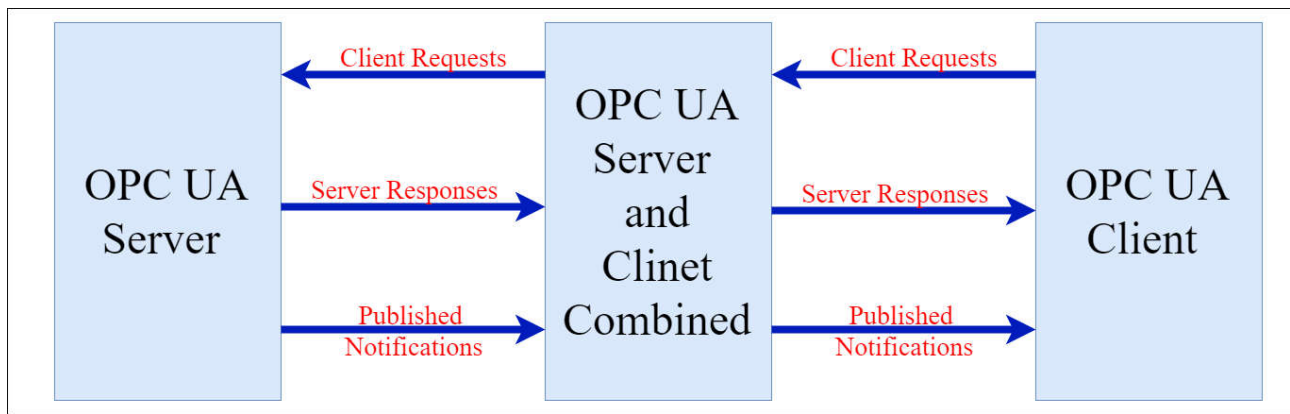 Client Requests
Client Requests
OPC UA
Server
Server Responses
Published
Notifications
OPC UA
Server
and
Clinet
Combined
Server Responses
Published
Notifications
OPC UA
Client